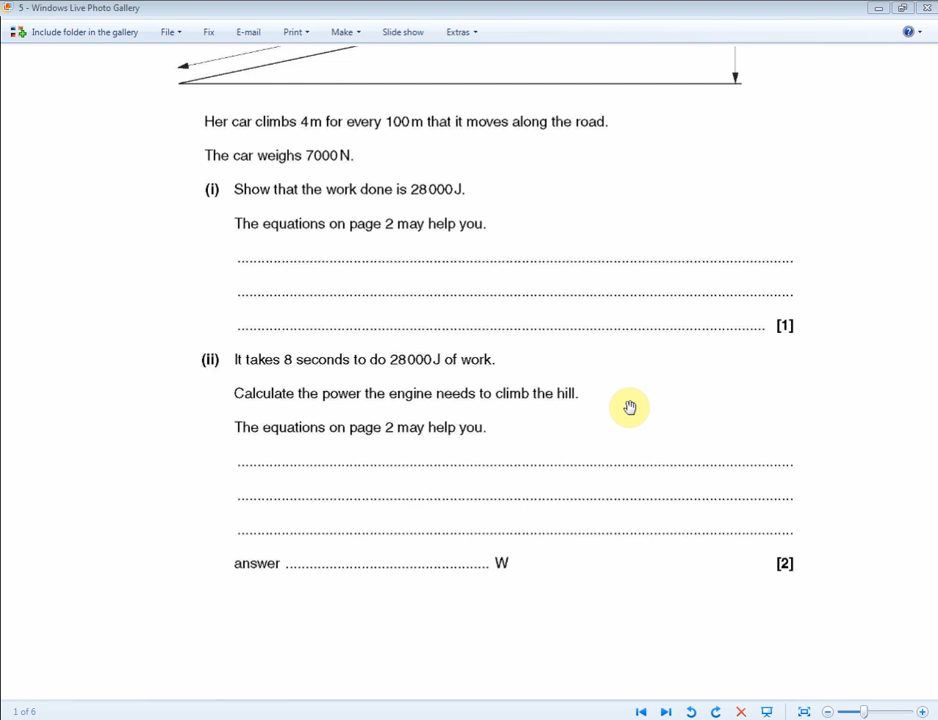 5 - Windows Live Photo Gallery
Include folder in the gallery File Fix E-mail Print Make Slide show Extras
Her car climbs 4 m for every 100 m that it moves along the road.
The car weighs 7000 N.
(i) Show that the work done is 28 000 J.
The equations on page 2 may help you.
..........................................................................................
..........................................................................................
.......................................................................................... [1]
(ii) It takes 8 seconds to do 28 000 J of work.
Calculate the power the engine needs to climb the hill.
The equations on page 2 may help you.
..........................................................................................
..........................................................................................
..........................................................................................
answer .................................................. W [2]
1 of 6